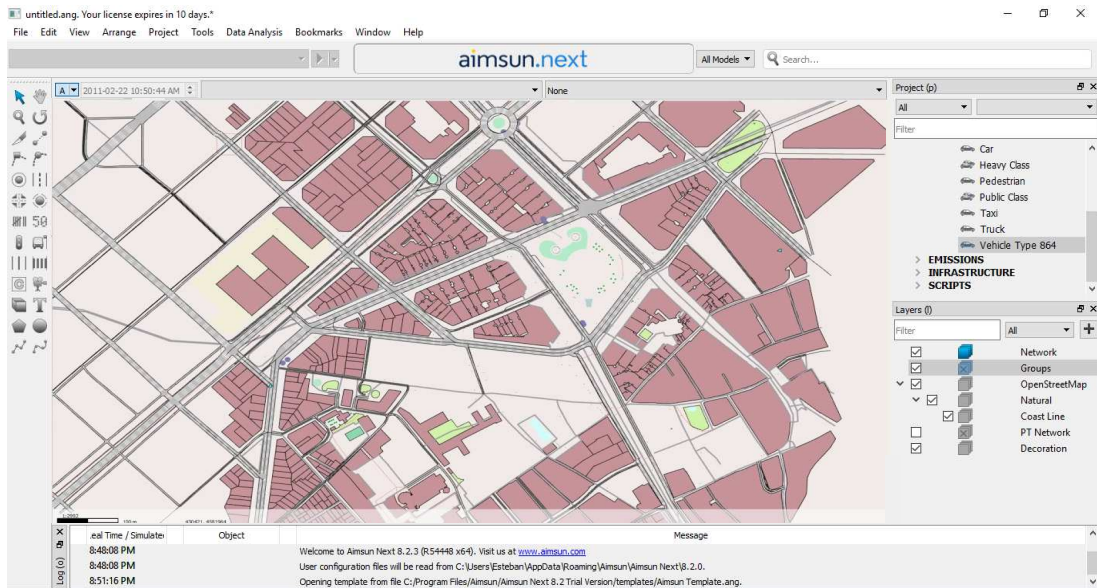 untitled.ang. Your license expires in 10 days.*
File Edit View Arrange Project Tools Data Analysis Bookmarks Window Help
aimsun.next
All Models
Search...
A 2011-02-22 10:50:44 AM
None
50
Project (p)
All
Filter
Car
Heavy Class
Pedestrian
Public Class
Taxi
Truck
Vehicle Type 864
EMISSIONS
INFRASTRUCTURE
SCRIPTS
Layers (l)
Filter All
Network
Groups
OpenStreetMap
Natural
Coast Line
PT Network
Decoration
100 m
Log (o)
.eal Time / Simulate Object Message
8:48:08 PM Welcome to Aimsun Next 8.2.3 (R54448 x64). Visit us at www.aimsun.com
8:48:08 PM User configuration files will be read from C:\Users\Esteban\AppData\Roaming\Aimsun\Aimsun Next\8.2.0.
8:51:16 PM Opening template from file C:/Program Files/Aimsun/Aimsun Next 8.2 Trial Version/templates/Aimsun Template.ang.